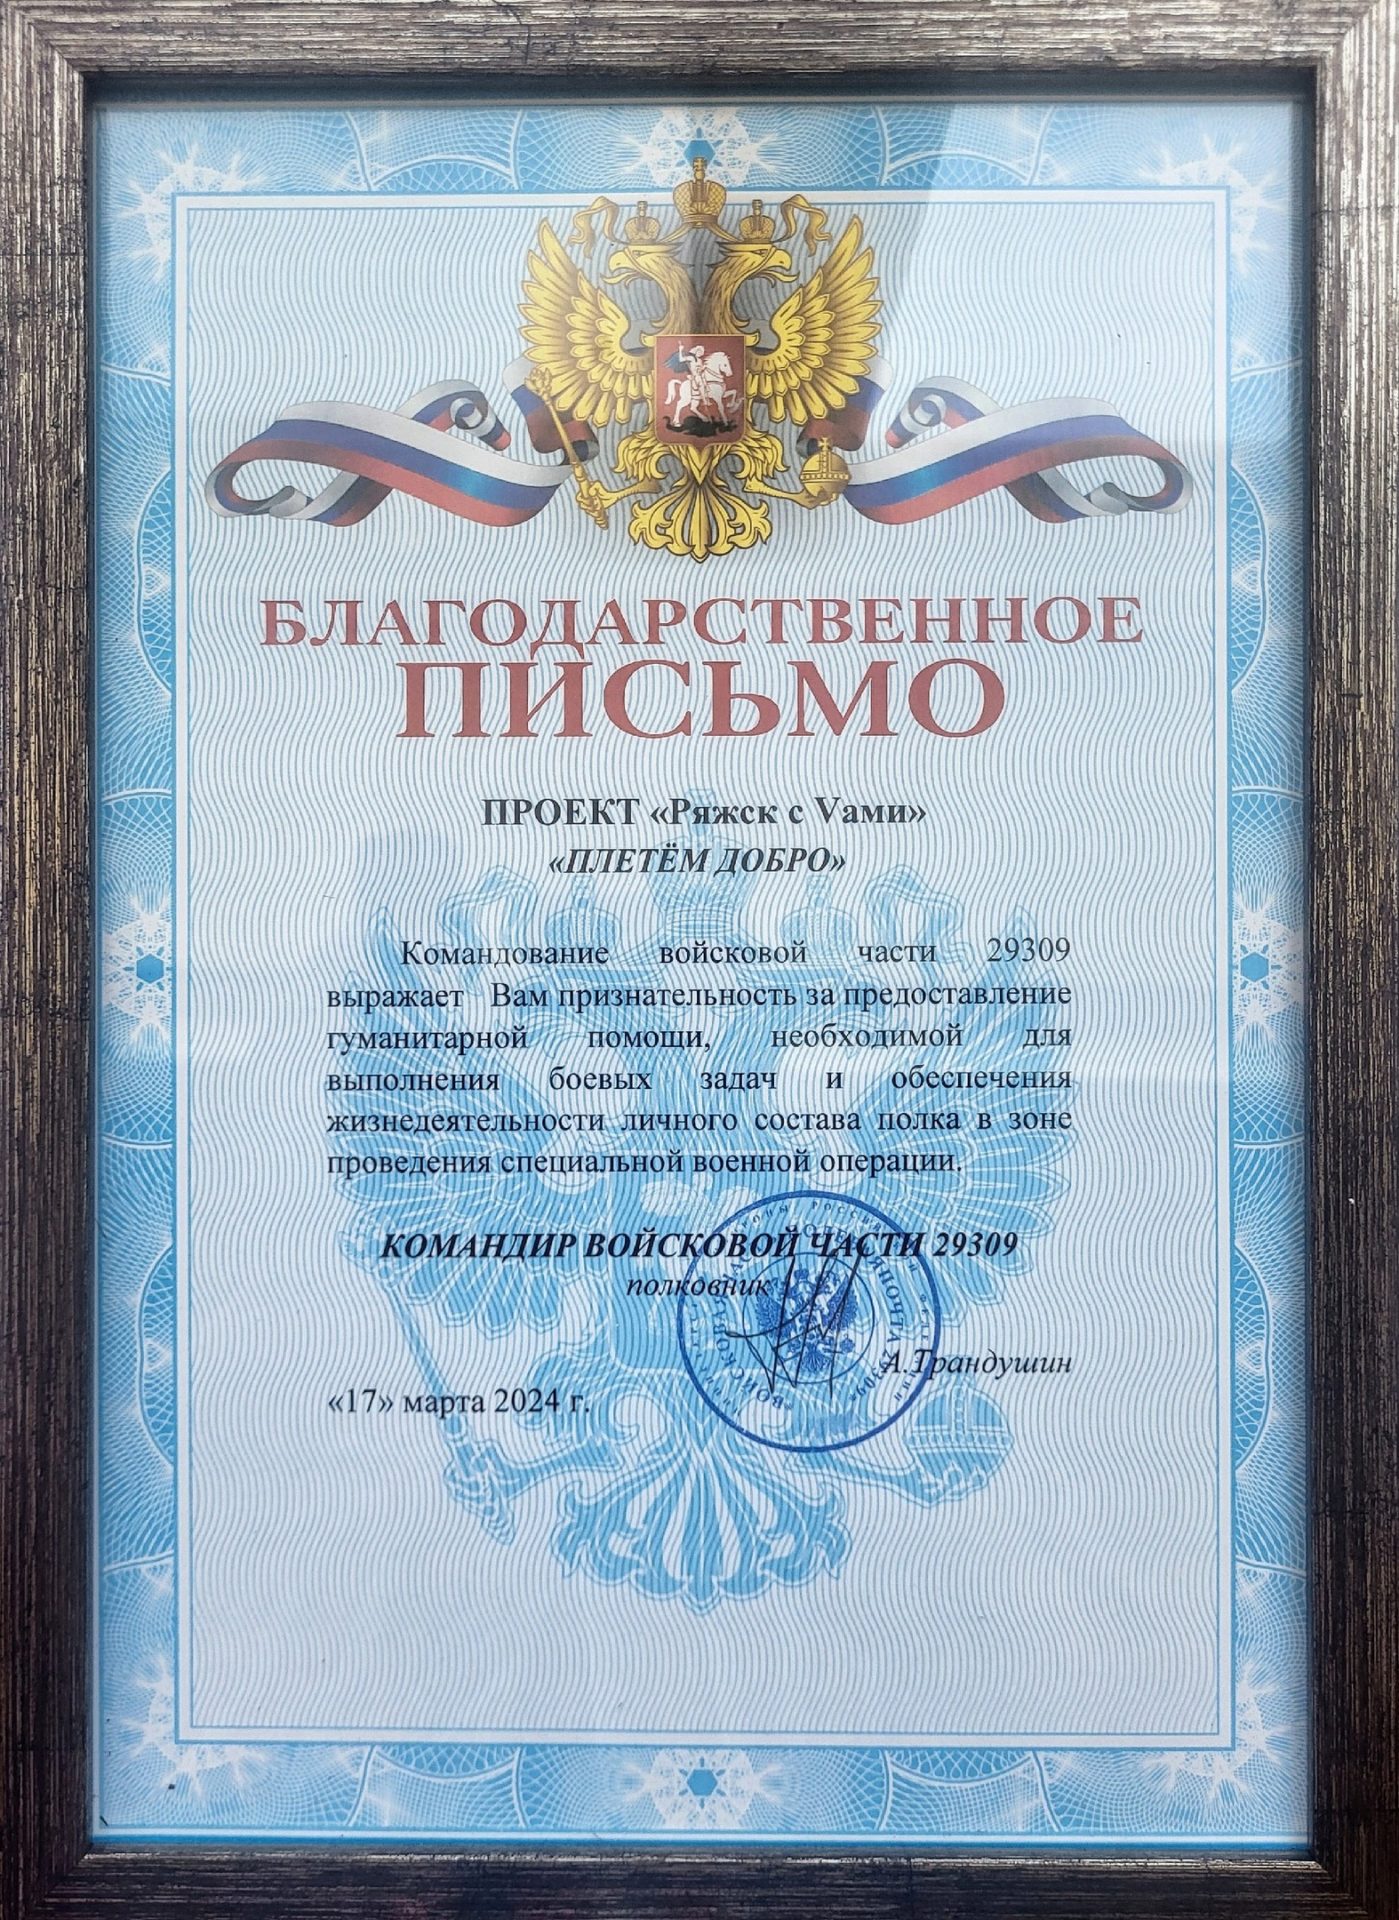 БЛАГОДАРСТВЕННОЕ
ПИСЬМО
ПРОЕКТ «Ряжск с Vами»
«ПЛЕТЁМ ДОБРО»
Командование войсковой части 29309
выражает Вам признательность за предоставление
гуманитарной помощи, необходимой для
выполнения боевых задач и обеспечения
жизнедеятельности личного состава полка в зоне
проведения специальной военной операции.
КОМАНДИР ВОЙСКОВОЙ ЧАСТИ 29309
полковник
А.Трандушин
«17» марта 2024 г.